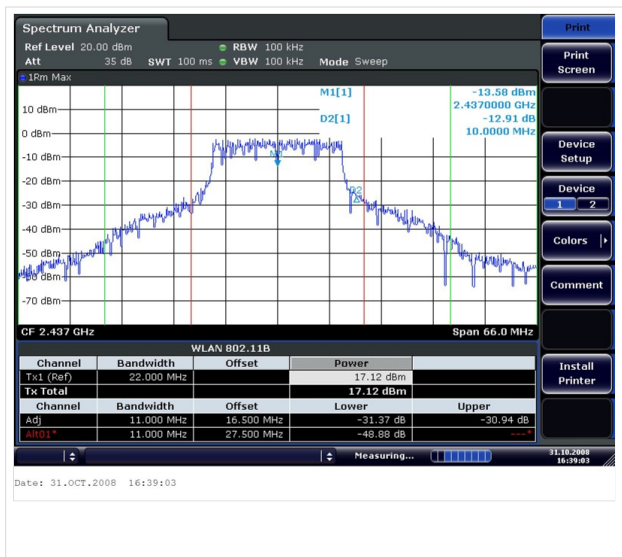 Spectrum Analyzer
Ref Level 20.00 dBm RBW 100 kHz
Att 35 dB SWT 100 ms VBW 100 kHz Mode Sweep
1Rm Max
M1[1] -13.58 dBm
2.4370000 GHz
D2[1] -12.91 dB
10.0000 MHz
10 dBm
0 dBm
-10 dBm
M1
-20 dBm
D2
-30 dBm
-40 dBm
-50 dBm
-60 dBm
-70 dBm
CF 2.437 GHz Span 66.0 MHz
WLAN 802.11B
Channel Bandwidth Offset Power
Tx1 (Ref) 22.000 MHz 17.12 dBm
Tx Total 17.12 dBm
Channel Bandwidth Offset Lower Upper
Adj 11.000 MHz 16.500 MHz -31.37 dB -30.94 dB
Alt01* 11.000 MHz 27.500 MHz -48.88 dB ---*
Measuring... 31.10.2008
16:39:03
Print
Print
Screen
Device
Setup
Device
1 2
Colors
Comment
Install
Printer
Date: 31.OCT.2008 16:39:03